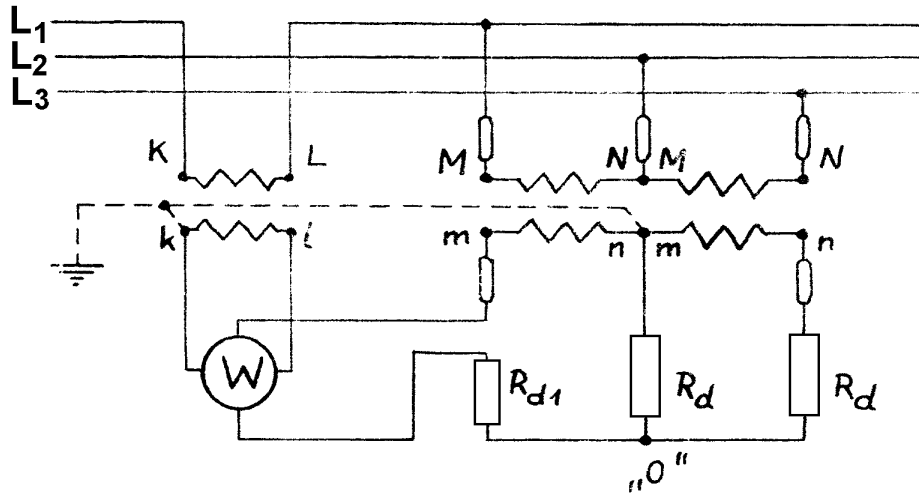 L1
L2
L3
K L M N M N
k l m n m n
W
Rd1 Rd Rd
„0"